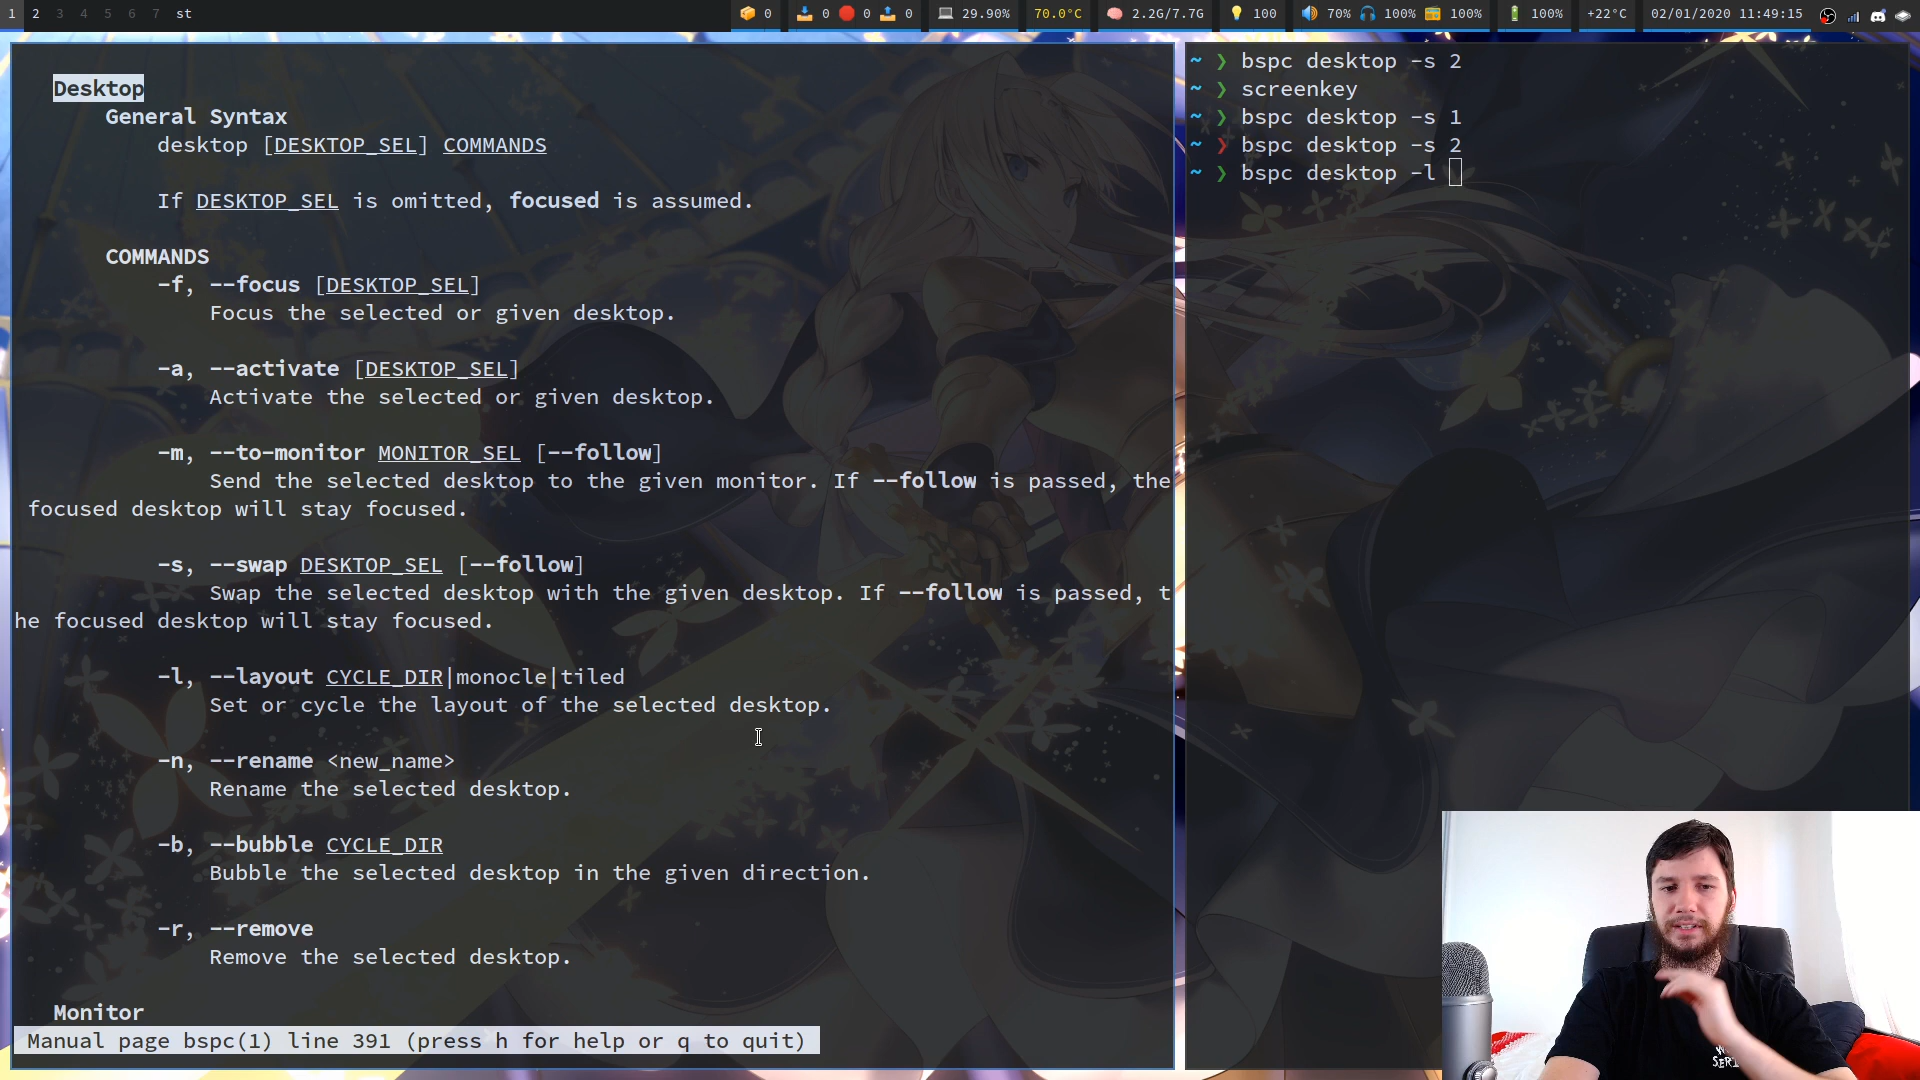 1 2 3 4 5 6 7 st 0 0 0 0 29.90% 70.0°C 2.2G/7.7G 100 70% 100% 100% 100% +22°C 02/01/2020 11:49:15
Desktop
General Syntax
desktop [DESKTOP_SEL] COMMANDS
If DESKTOP_SEL is omitted, focused is assumed.
COMMANDS
-f, --focus [DESKTOP_SEL]
Focus the selected or given desktop.
-a, --activate [DESKTOP_SEL]
Activate the selected or given desktop.
-m, --to-monitor MONITOR_SEL [--follow]
Send the selected desktop to the given monitor. If --follow is passed, the
focused desktop will stay focused.
-s, --swap DESKTOP_SEL [--follow]
Swap the selected desktop with the given desktop. If --follow is passed, t
he focused desktop will stay focused.
-l, --layout CYCLE_DIR|monocle|tiled
Set or cycle the layout of the selected desktop.
-n, --rename <new_name>
Rename the selected desktop.
-b, --bubble CYCLE_DIR
Bubble the selected desktop in the given direction.
-r, --remove
Remove the selected desktop.
Monitor
Manual page bspc(1) line 391 (press h for help or q to quit)
~ ❯ bspc desktop -s 2
~ ❯ screenkey
~ ❯ bspc desktop -s 1
~ ❯ bspc desktop -s 2
~ ❯ bspc desktop -l